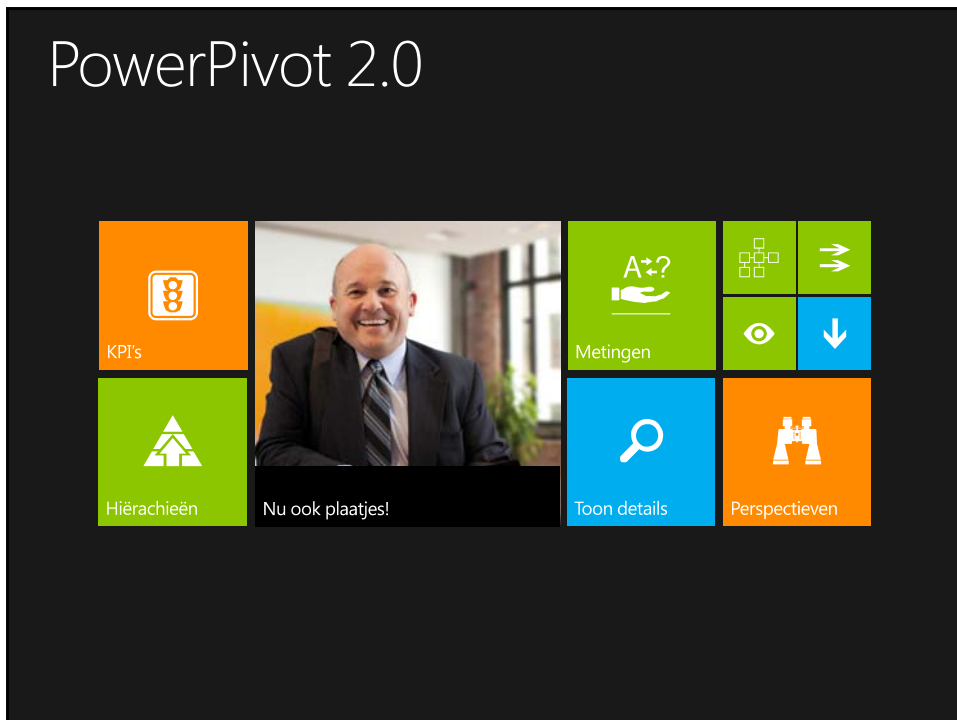 PowerPivot 2.0
KPI's
A ?
Metingen
Hiërachieën
Nu ook plaatjes!
Toon details
Perspectieven